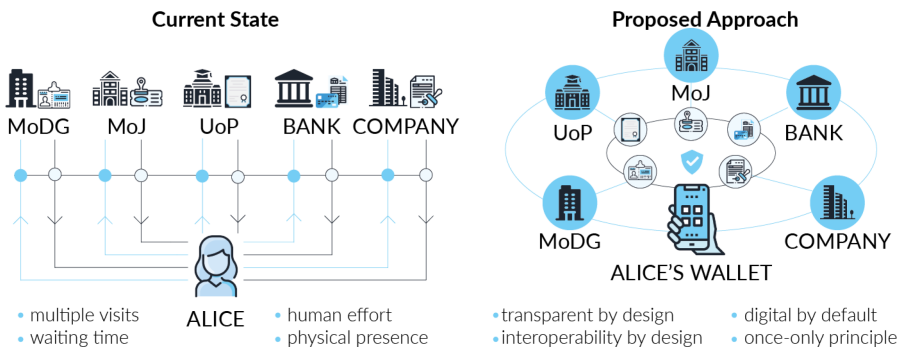 Current State
MoDG
MoJ
UoP
BANK
COMPANY
ALICE
• multiple visits
• waiting time
• human effort
• physical presence
Proposed Approach
MoJ
UoP
BANK
MoDG
COMPANY
ALICE'S WALLET
• transparent by design
• interoperability by design
• digital by default
• once-only principle